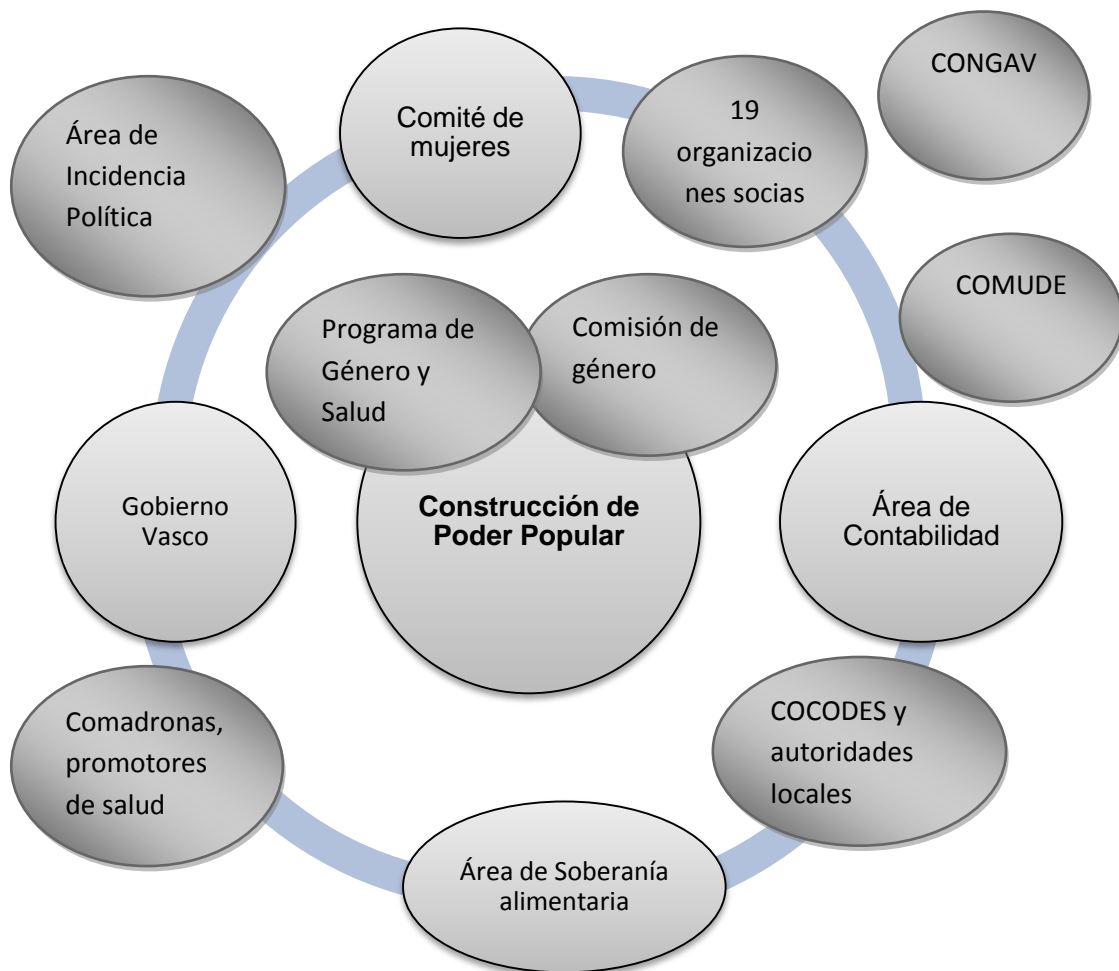 CONGAV
Comité de
mujeres
19
organizacio
nes socias
Área de
Incidencia
Política
COMUDE
Programa de
Género y
Salud
Comisión de
género
Gobierno
Vasco
Construcción de
Poder Popular
Área de
Contabilidad
Comadronas,
promotores
de salud
COCODES y
autoridades
locales
Área de Soberanía
alimentaria